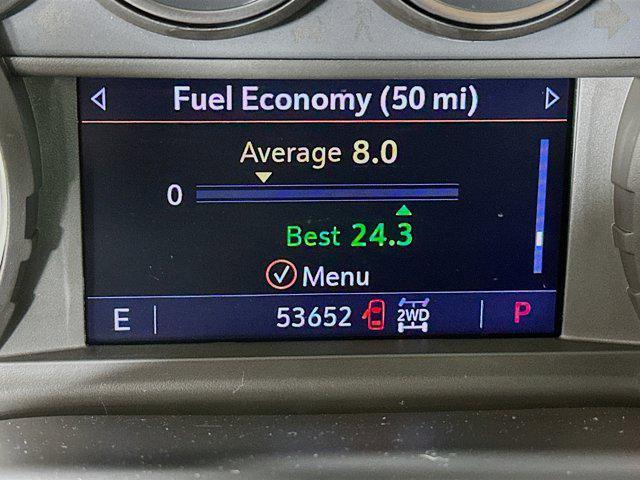 Fuel Economy (50 mi)
Average 8.0
0
Best 24.3
Menu
E 53652 2WD P